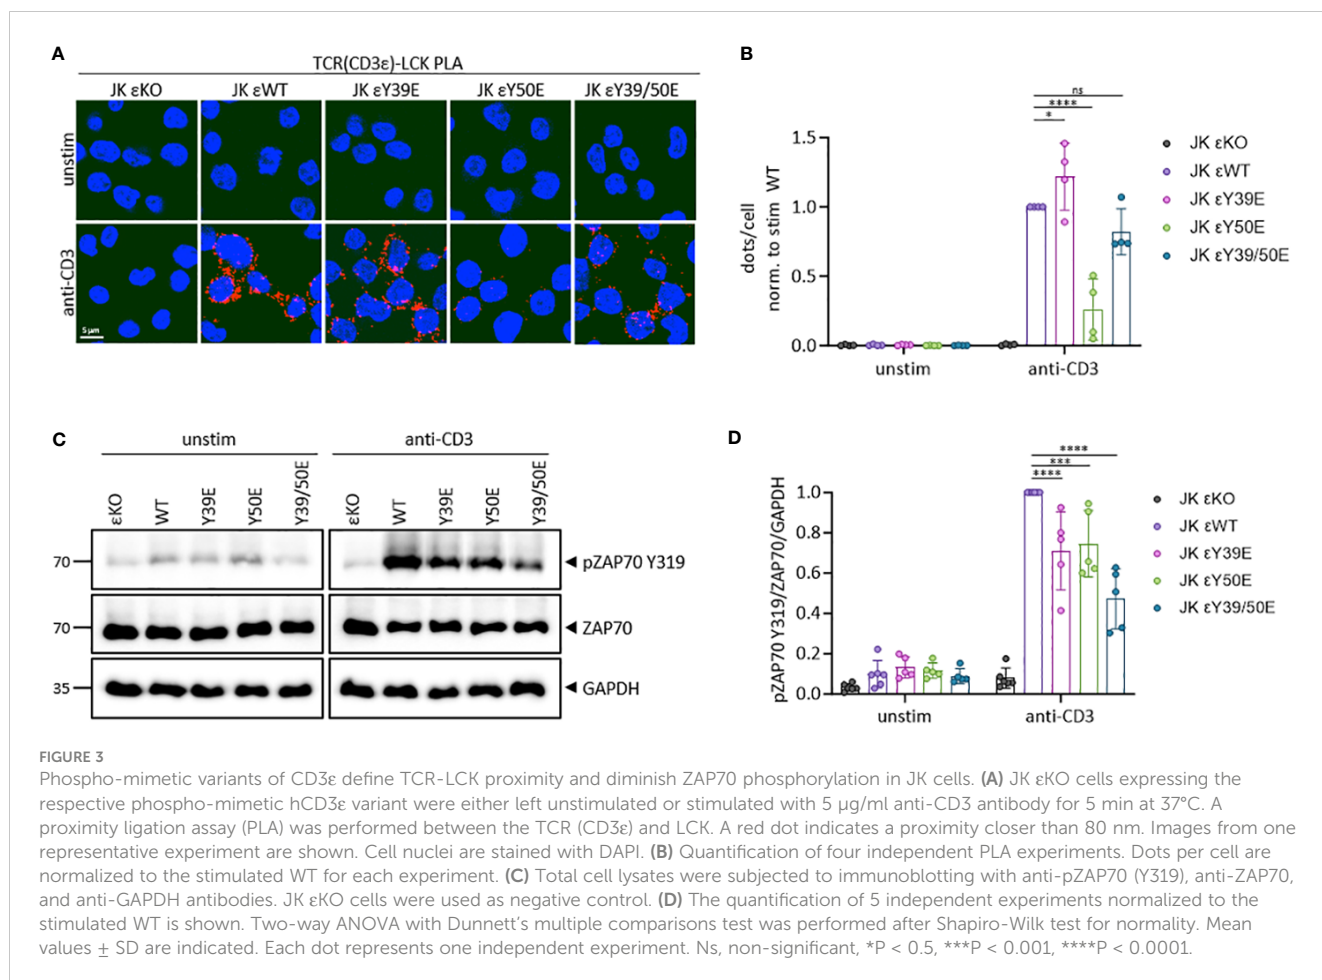 A
TCR(CD3ε)-LCK PLA
JK εKO JK εWT JK εY39E JK εY50E JK εY39/50E
unstim
anti-CD3
5 µm
B
ns
****
*
1.5
1.0
0.5
0.0
dots/cell
norm. to stim WT
unstim anti-CD3
JK εKO
JK εWT
JK εY39E
JK εY50E
JK εY39/50E
C
unstim anti-CD3
εKO WT Y39E Y50E Y39/50E εKO WT Y39E Y50E Y39/50E
70 pZAP70 Y319
70 ZAP70
35 GAPDH
D
****
***
****
1.0
0.8
0.6
0.4
0.2
0.0
pZAP70 Y319/ZAP70/GAPDH
unstim anti-CD3
JK εKO
JK εWT
JK εY39E
JK εY50E
JK εY39/50E
FIGURE 3
Phospho-mimetic variants of CD3ε define TCR-LCK proximity and diminish ZAP70 phosphorylation in JK cells. (A) JK εKO cells expressing the
respective phospho-mimetic hCD3ε variant were either left unstimulated or stimulated with 5 µg/ml anti-CD3 antibody for 5 min at 37°C. A
proximity ligation assay (PLA) was performed between the TCR (CD3ε) and LCK. A red dot indicates a proximity closer than 80 nm. Images from one
representative experiment are shown. Cell nuclei are stained with DAPI. (B) Quantification of four independent PLA experiments. Dots per cell are
normalized to the stimulated WT for each experiment. (C) Total cell lysates were subjected to immunoblotting with anti-pZAP70 (Y319), anti-ZAP70,
and anti-GAPDH antibodies. JK εKO cells were used as negative control. (D) The quantification of 5 independent experiments normalized to the
stimulated WT is shown. Two-way ANOVA with Dunnett's multiple comparisons test was performed after Shapiro-Wilk test for normality. Mean
values ± SD are indicated. Each dot represents one independent experiment. Ns, non-significant, *P < 0.5, ***P < 0.001, ****P < 0.0001.